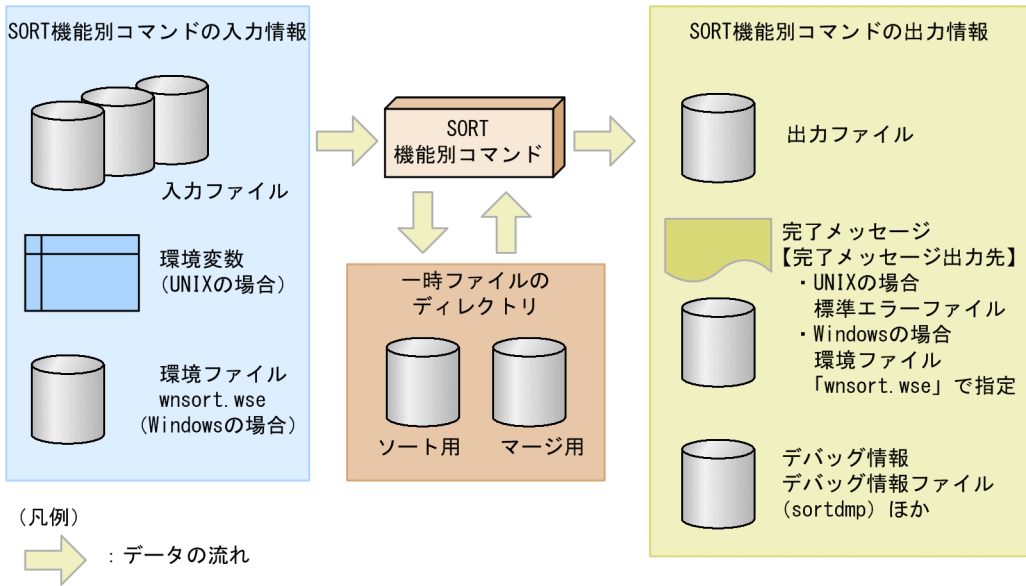 SORT機能別コマンドの入力情報
入力ファイル
環境変数
(UNIXの場合)
環境ファイル
wnsort.wse
(Windowsの場合)
SORT
機能別コマンド
一時ファイルの
ディレクトリ
ソート用
マージ用
SORT機能別コマンドの出力情報
出力ファイル
完了メッセージ
【完了メッセージ出力先】
・UNIXの場合
標準エラーファイル
・Windowsの場合
環境ファイル
「wnsort.wse」で指定
デバッグ情報
デバッグ情報ファイル
(sortdmp) ほか
(凡例)
:データの流れ